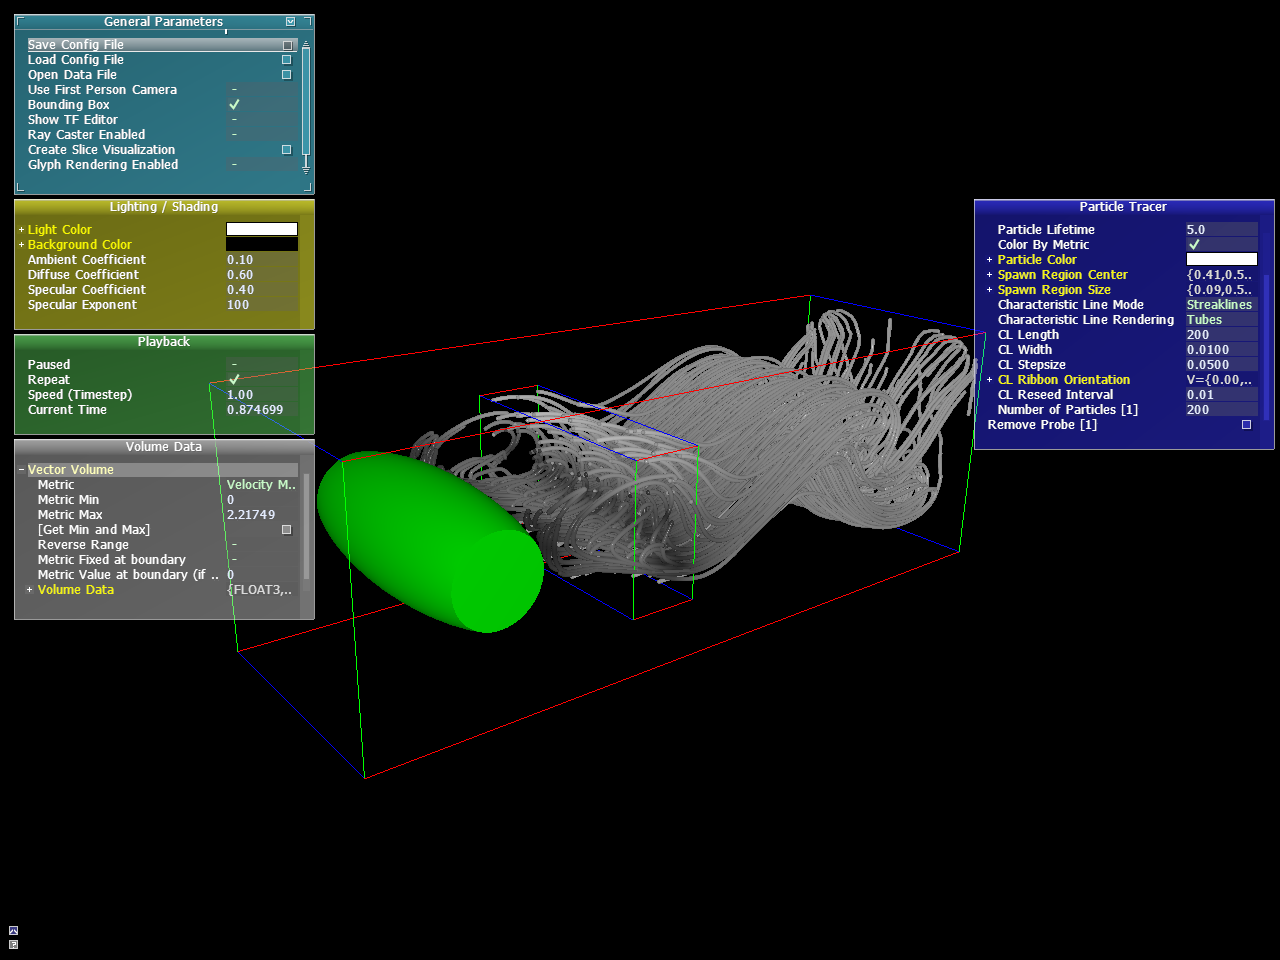 General Parameters
Save Config File
Load Config File
Open Data File
Use First Person Camera -
Bounding Box
Show TF Editor -
Ray Caster Enabled -
Create Slice Visualization
Glyph Rendering Enabled -
Lighting / Shading
+ Light Color
+ Background Color
Ambient Coefficient 0.10
Diffuse Coefficient 0.60
Specular Coefficient 0.40
Specular Exponent 100
Playback
Paused -
Repeat
Speed (Timestep) 1.00
Current Time 0.874699
Volume Data
- Vector Volume
Metric Velocity M..
Metric Min 0
Metric Max 2.21749
[Get Min and Max]
Reverse Range -
Metric Fixed at boundary -
Metric Value at boundary (if .. 0
+ Volume Data {FLOAT3,..
Particle Tracer
Particle Lifetime 5.0
Color By Metric
+ Particle Color
+ Spawn Region Center {0.41,0.5..
+ Spawn Region Size {0.09,0.5..
Characteristic Line Mode Streaklines
Characteristic Line Rendering Tubes
CL Length 200
CL Width 0.0100
CL Stepsize 0.0500
+ CL Ribbon Orientation V={0.00,..
CL Reseed Interval 0.01
Number of Particles [1] 200
Remove Probe [1]
?